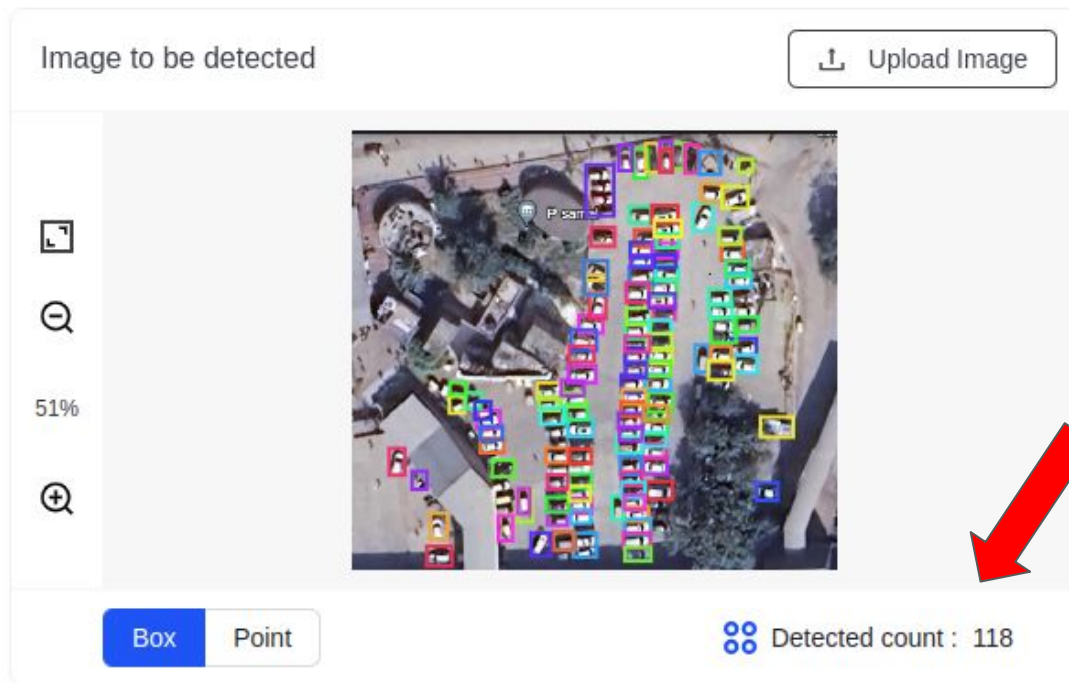 Image to be detected
Upload Image
51%
Box
Point
Detected count : 118